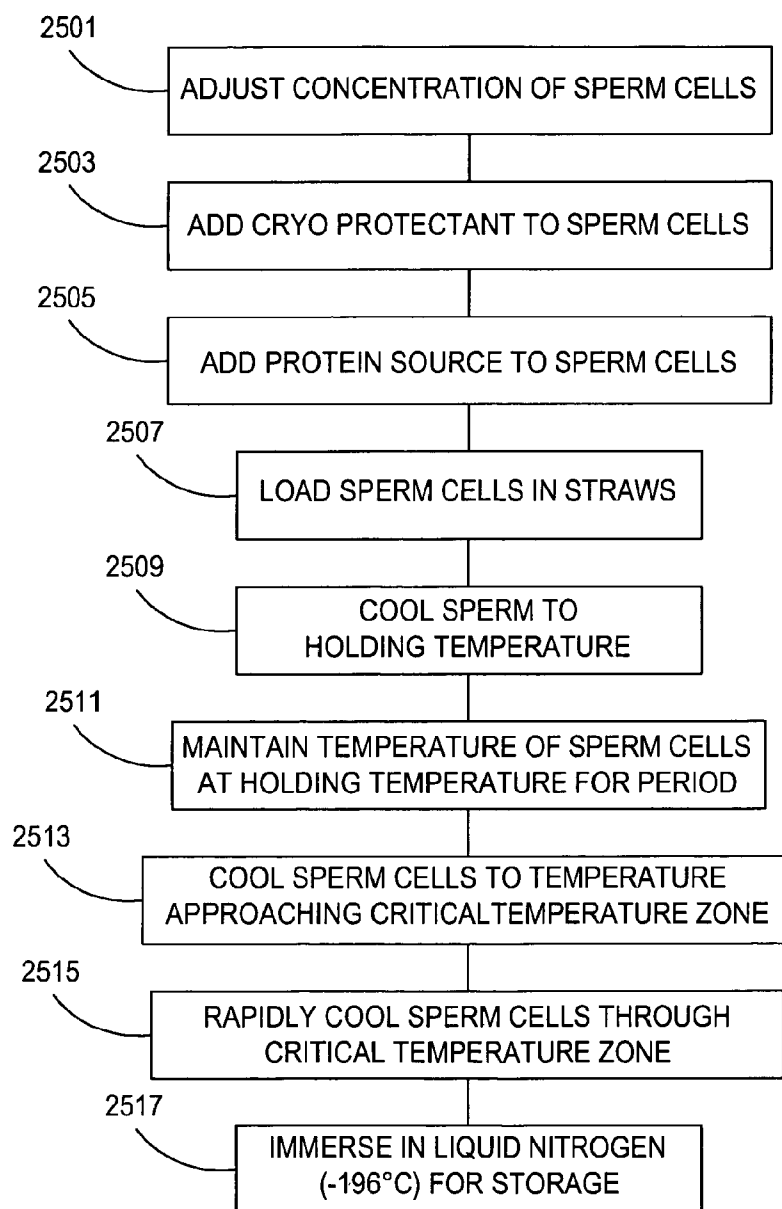 2501
ADJUST CONCENTRATION OF SPERM CELLS
2503
ADD CRYO PROTECTANT TO SPERM CELLS
2505
ADD PROTEIN SOURCE TO SPERM CELLS
2507
LOAD SPERM CELLS IN STRAWS
2509
COOL SPERM TO
HOLDING TEMPERATURE
2511
MAINTAIN TEMPERATURE OF SPERM CELLS
AT HOLDING TEMPERATURE FOR PERIOD
2513
COOL SPERM CELLS TO TEMPERATURE
APPROACHING CRITICALTEMPERATURE ZONE
2515
RAPIDLY COOL SPERM CELLS THROUGH
CRITICAL TEMPERATURE ZONE
2517
IMMERSE IN LIQUID NITROGEN
(-196°C) FOR STORAGE